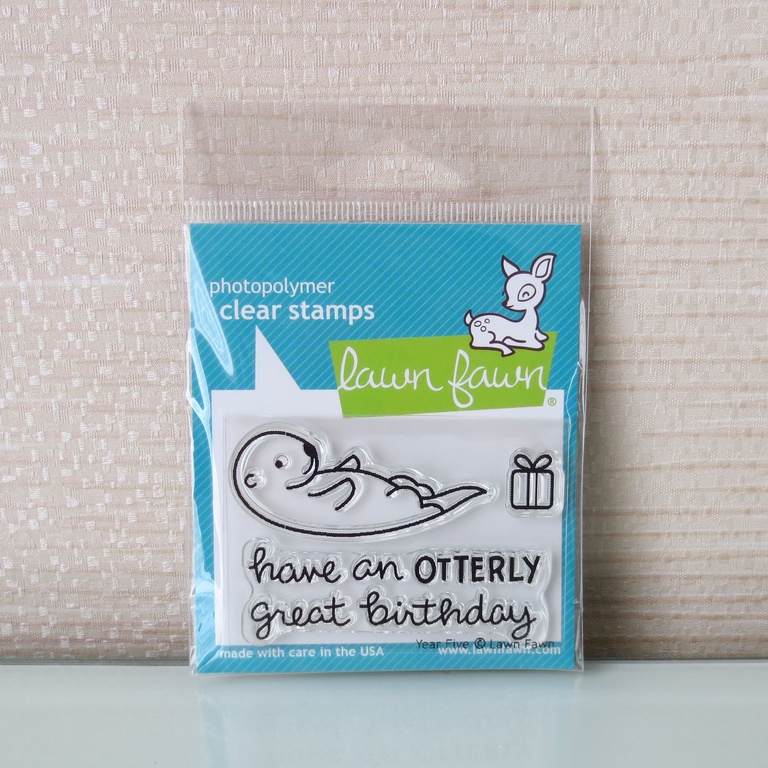 photopolymer
clear stamps
lawn fawn®
have an OTTERLY
great birthday
Year Five © Lawn Fawn
made with care in the USA
www.lawnfawn.com